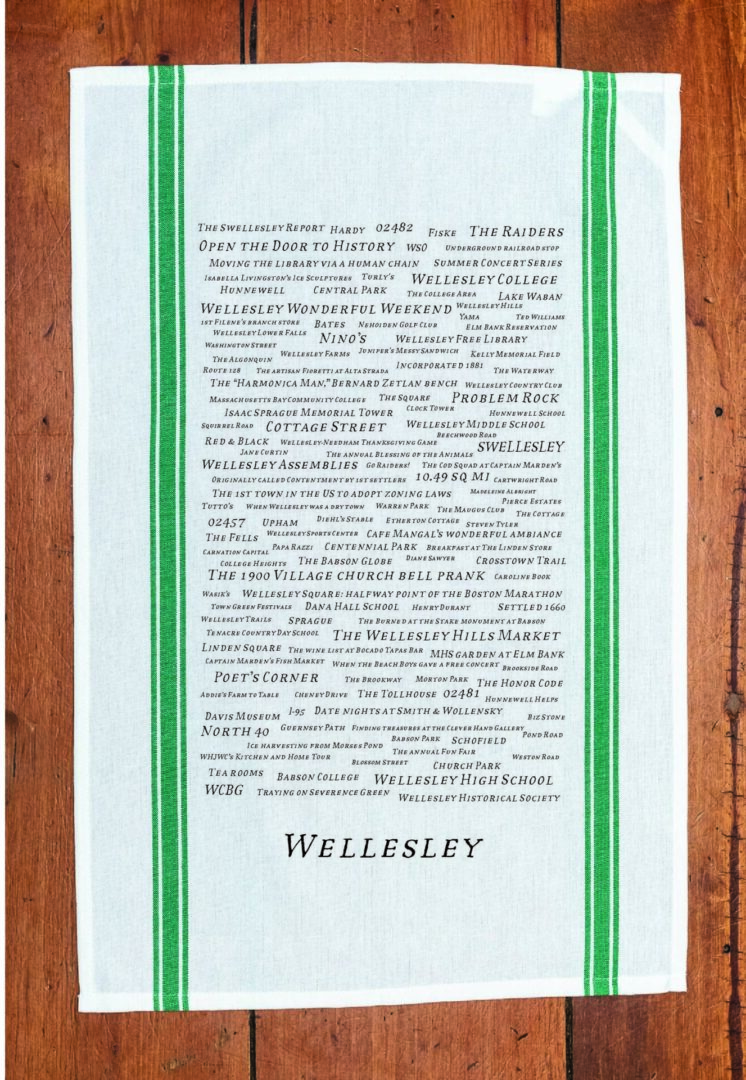 The Swellesley Report Hardy 02482 Fiske The Raiders
Open the Door to History WSO Underground railroad stop
Moving the library via a human chain Summer Concert Series
Isabella Livingston's Ice Sculptures Turly's Wellesley College
Hunnewell Central Park The College Area Lake Waban
Wellesley Wonderful Weekend Wellesley Hills
Yama Ted Williams
1st Filene's branch store Bates Nehoiden Golf Club Elm Bank Reservation
Wellesley Lower Falls Nino's Wellesley Free Library
Washington Street
Wellesley Farms Juniper's Messy Sandwich Kelly Memorial Field
The Algonquin
Route 128 The artisan Fioretti at Alta Strada Incorporated 1881 The Waterway
The "Harmonica Man," Bernard Zetlan bench Wellesley Country Club
Massachusetts Bay Community College The Square Problem Rock
Isaac Sprague Memorial Tower Clock Tower Hunnewell School
Squirrel Road Cottage Street Wellesley Middle School
Beechwood Road
Red & Black Wellesley-Needham Thanksgiving Game SWELLESLEY
Jane Curtin The annual Blessing of the Animals
Wellesley Assemblies Go Raiders! The Cod Squad at Captain Marden's
Originally called Contentment by 1st settlers 10.49 SQ MI Cartwright Road
The 1st town in the US to adopt zoning laws Madeleine Albright
Pierce Estates
Tutto's When Wellesley was a dry town Warren Park The Maugus Club The Cottage
02457 Upham Diehl's Stable Etherton Cottage Steven Tyler
The Fells Wellesley Sports Center Cafe Mangal's wonderful ambiance
Carnation Capital Papa Razzi Centennial Park Breakfast at The Linden Store
College Heights The Babson Globe Diane Sawyer Crosstown Trail
The 1900 Village church bell prank Caroline Book
Wasik's Wellesley Square: halfway point of the Boston Marathon
Town Green Festivals Dana Hall School Henry Durant Settled 1660
Wellesley Trails Sprague The Burned at the Stake monument at Babson
Tenacre Country Day School The Wellesley Hills Market
Linden Square The wine list at Bocado Tapas Bar MHS garden at Elm Bank
Captain Marden's Fish Market When the Beach Boys gave a free concert Brookside Road
Poet's Corner The Brookway Morton Park The Honor Code
Addie's Farm to Table Cheney Drive The Tollhouse 02481 Hunnewell Helps
Davis Museum I-95 Date nights at Smith & Wollensky Biz Stone
North 40 Guernsey Path Finding treasures at the Clever Hand Gallery Pond Road
Ice harvesting from Morses Pond Babson Park Schofield
The annual Fun Fair
WHJWC's Kitchen and Home Tour Blossom Street Church Park Weston Road
Tea rooms Babson College Wellesley High School
WCBG Traying on Severence Green Wellesley Historical Society
Wellesley